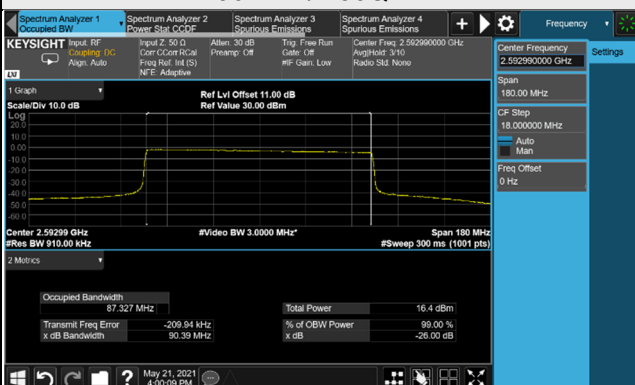 Spectrum Analyzer 1
Occupied BW
Spectrum Analyzer 2
Power Stat CCDF
Spectrum Analyzer 3
Spurious Emissions
Spectrum Analyzer 4
Spurious Emissions
Frequency
KEYSIGHT
Input: RF
Coupling: DC
Align: Auto
Input Z: 50 Ω
Corr CCorr RCal
Freq Ref: Int (S)
NFE: Adaptive
Atten: 30 dB
Preamp: Off
Trig: Free Run
Gate: Off
#IF Gain: Low
Center Freq: 2.592990000 GHz
Avg|Hold: 3/10
Radio Std: None
Center Frequency
2.592990000 GHz
Settings
Span
180.00 MHz
CF Step
18.000000 MHz
Auto
Man
Freq Offset
0 Hz
LXI
1 Graph
Scale/Div 10.0 dB
Ref Lvl Offset 11.00 dB
Ref Value 30.00 dBm
Log
20.0
10.0
0.00
-10.0
-20.0
-30.0
-40.0
-50.0
-60.0
Center 2.59299 GHz
#Res BW 910.00 kHz
#Video BW 3.0000 MHz*
Span 180 MHz
#Sweep 300 ms (1001 pts)
2 Metrics
Occupied Bandwidth
87.327 MHz
Transmit Freq Error -209.94 kHz
x dB Bandwidth 90.39 MHz
Total Power 16.4 dBm
% of OBW Power 99.00 %
x dB -26.00 dB
May 21, 2021
4:00:09 PM